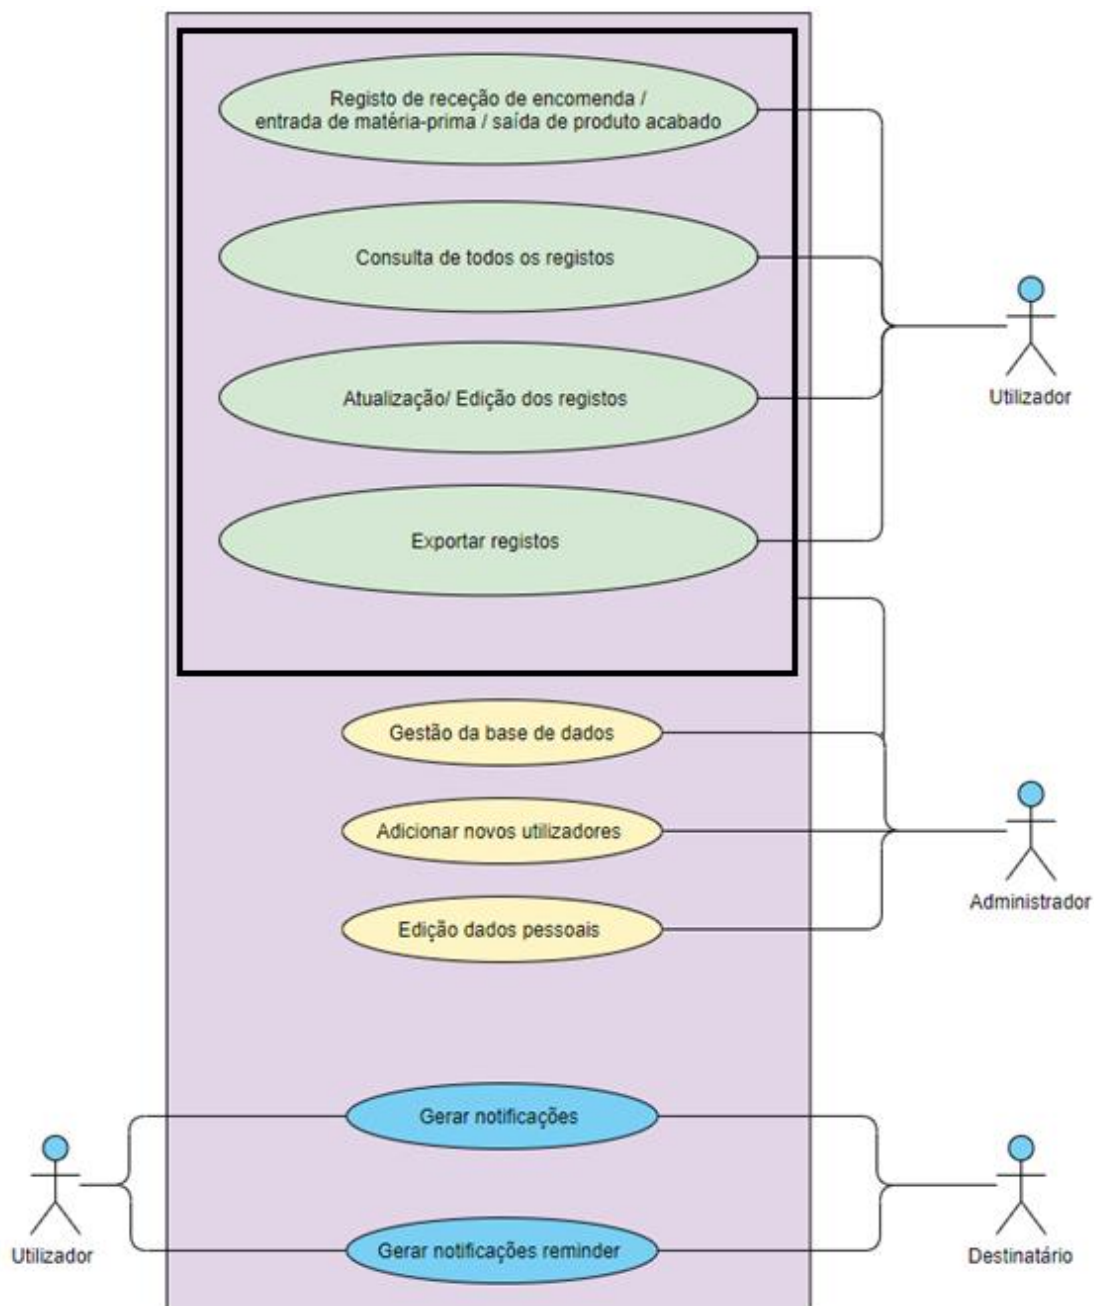 Registo de receção de encomenda /
entrada de matéria-prima / saída de produto acabado
Consulta de todos os registos
Utilizador
Atualização/ Edição dos registos
Exportar registos
Gestão da base de dados
Adicionar novos utilizadores
Administrador
Edição dados pessoais
Gerar notificações
Utilizador
Gerar notificações reminder
Destinatário